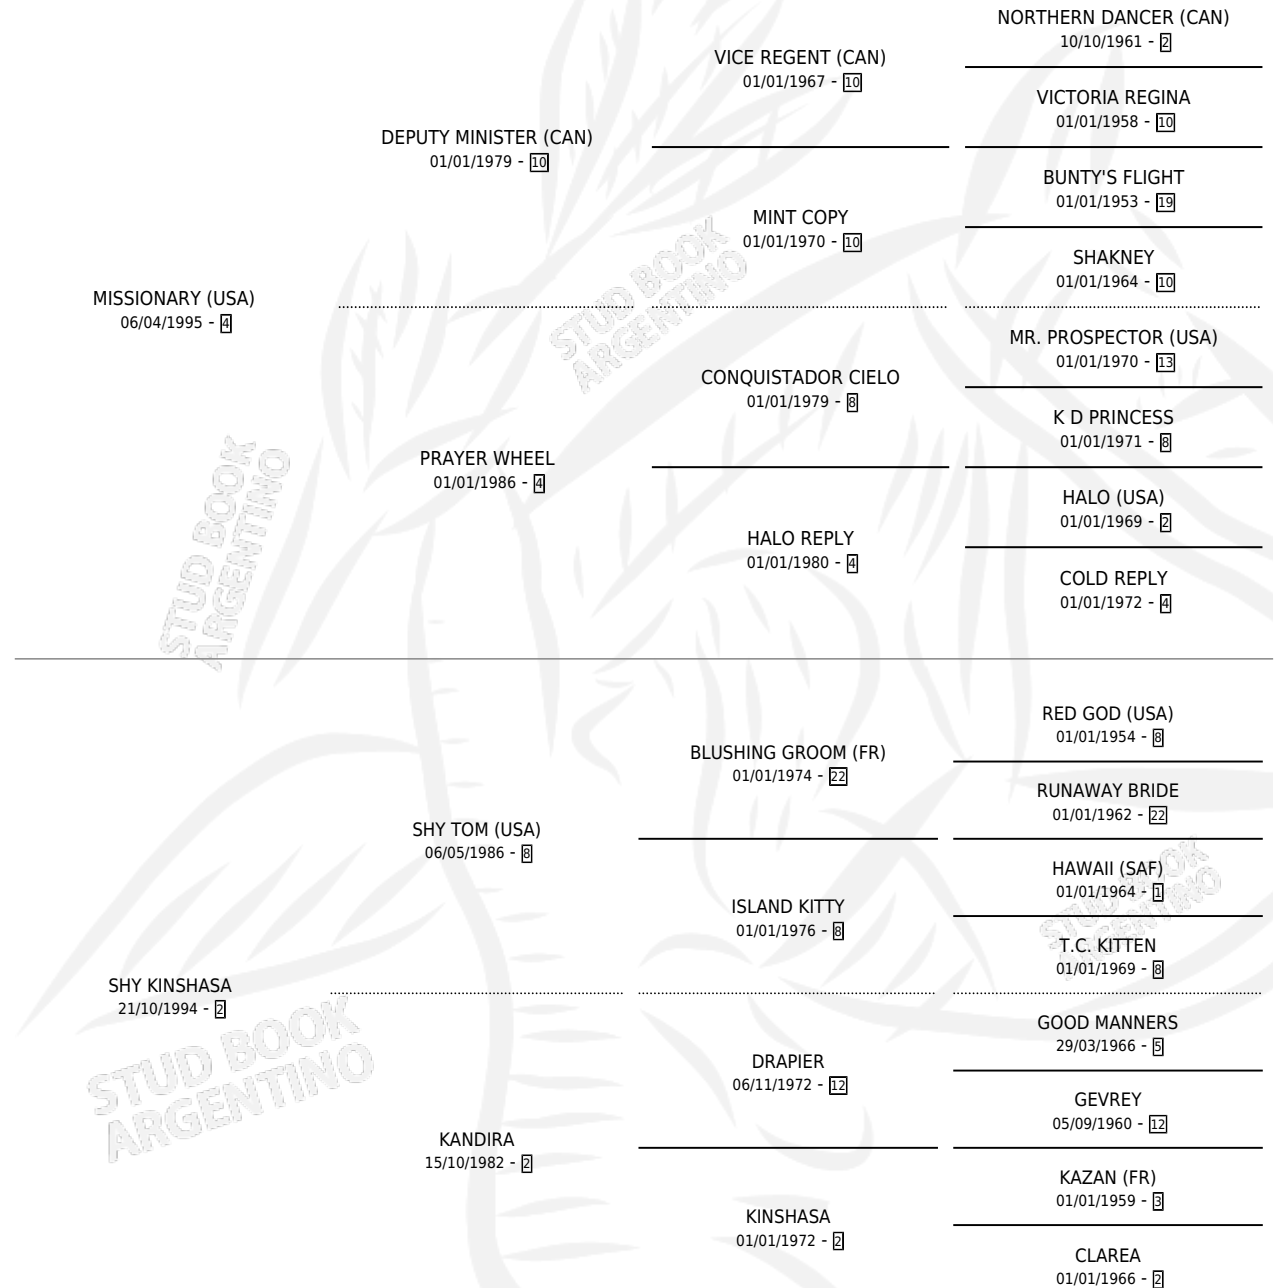 NORTHERN DANCER (CAN)
10/10/1961 - 2
VICE REGENT (CAN)
01/01/1967 - 10
VICTORIA REGINA
01/01/1958 - 10
DEPUTY MINISTER (CAN)
01/01/1979 - 10
BUNTY'S FLIGHT
01/01/1953 - 19
MINT COPY
01/01/1970 - 10
SHAKNEY
01/01/1964 - 10
MISSIONARY (USA)
06/04/1995 - 4
MR. PROSPECTOR (USA)
01/01/1970 - 13
CONQUISTADOR CIELO
01/01/1979 - 8
K D PRINCESS
01/01/1971 - 8
PRAYER WHEEL
01/01/1986 - 4
HALO (USA)
01/01/1969 - 2
HALO REPLY
01/01/1980 - 4
COLD REPLY
01/01/1972 - 4
RED GOD (USA)
01/01/1954 - 8
BLUSHING GROOM (FR)
01/01/1974 - 22
RUNAWAY BRIDE
01/01/1962 - 22
SHY TOM (USA)
06/05/1986 - 8
HAWAII (SAF)
01/01/1964 - 1
ISLAND KITTY
01/01/1976 - 8
T.C. KITTEN
01/01/1969 - 8
SHY KINSHASA
21/10/1994 - 2
GOOD MANNERS
29/03/1966 - 5
DRAPIER
06/11/1972 - 12
GEVREY
05/09/1960 - 12
KANDIRA
15/10/1982 - 2
KAZAN (FR)
01/01/1959 - 3
KINSHASA
01/01/1972 - 2
CLAREA
01/01/1966 - 2
STUD BOOK
ARGENTINO
STUD BOOK
ARGENTINO
STUD BOOK
ARGENTINO
STUD BOOK
ARGENTINO